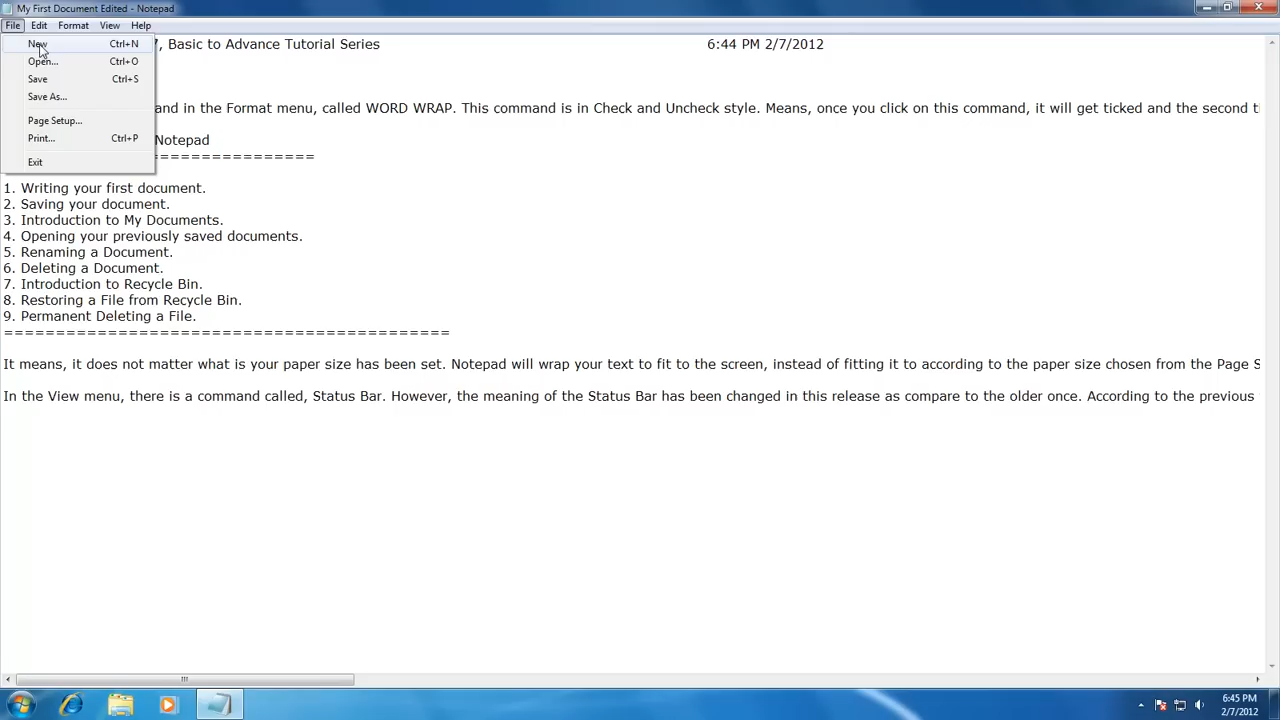 My First Document Edited - Notepad
File Edit Format View Help
New Ctrl+N
Open... Ctrl+O
Save Ctrl+S
Save As...
Page Setup...
Print... Ctrl+P
Exit
7, Basic to Advance Tutorial Series 6:44 PM 2/7/2012
and in the Format menu, called WORD WRAP. This command is in Check and Uncheck style. Means, once you click on this command, it will get ticked and the second t
Notepad
================
1. Writing your first document.
2. Saving your document.
3. Introduction to My Documents.
4. Opening your previously saved documents.
5. Renaming a Document.
6. Deleting a Document.
7. Introduction to Recycle Bin.
8. Restoring a File from Recycle Bin.
9. Permanent Deleting a File.
===========================================
It means, it does not matter what is your paper size has been set. Notepad will wrap your text to fit to the screen, instead of fitting it to according to the paper size chosen from the Page S
In the View menu, there is a command called, Status Bar. However, the meaning of the Status Bar has been changed in this release as compare to the older once. According to the previous
6:45 PM
2/7/2012